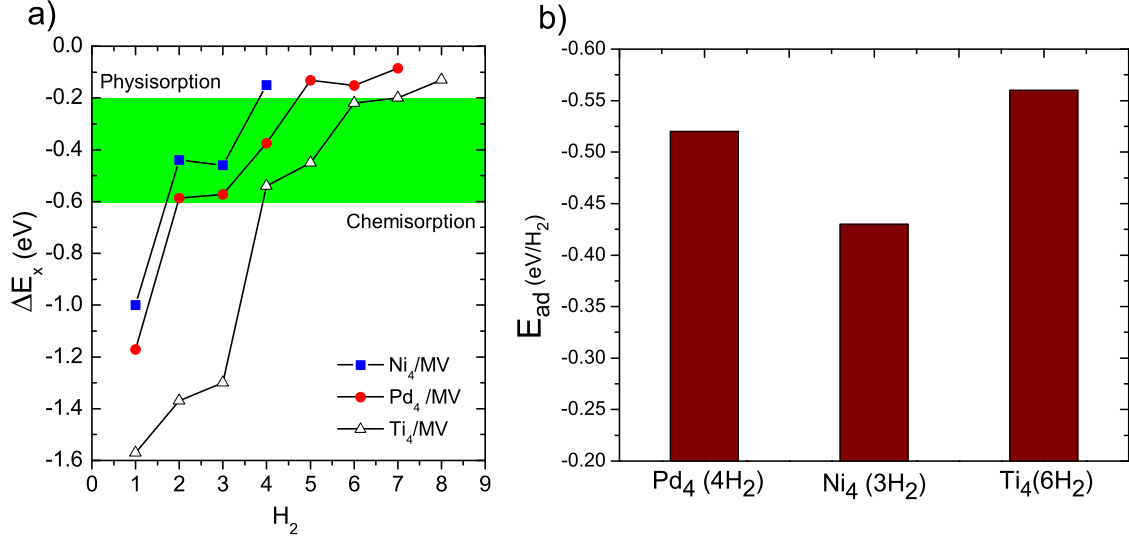 a)
0.0
-0.2
-0.4
-0.6
-0.8
-1.0
-1.2
-1.4
-1.6
ΔEₓ (eV)
Physisorption
Chemisorption
Ni₄/MV
Pd₄ /MV
Ti₄/MV
0 1 2 3 4 5 6 7 8 9
H₂
b)
-0.60
-0.55
-0.50
-0.45
-0.40
-0.35
-0.30
-0.25
-0.20
E_ad (eV/H₂)
Pd₄ (4H₂) Ni₄ (3H₂) Ti₄(6H₂)